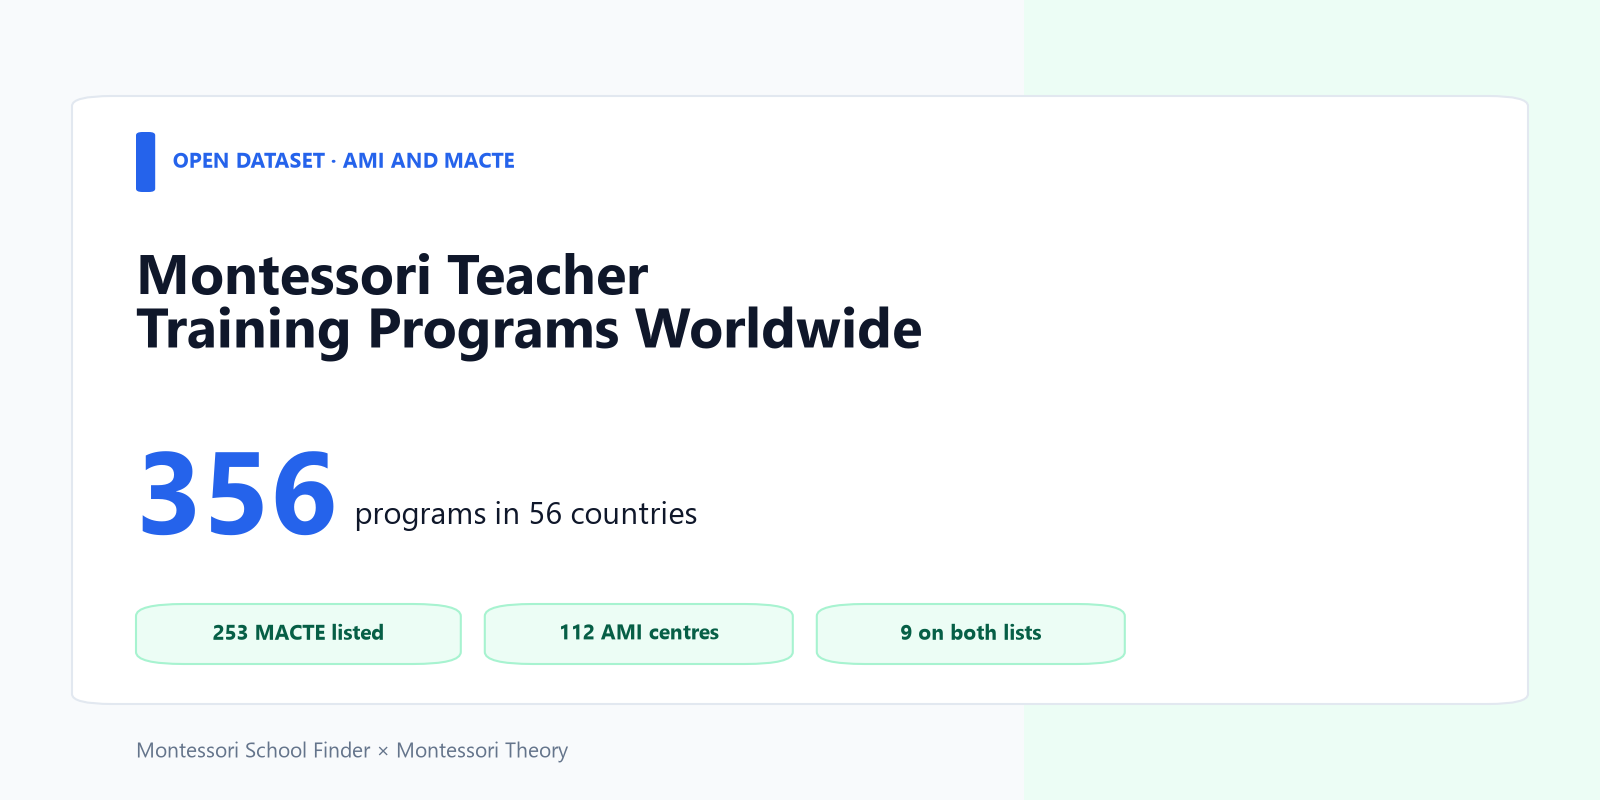 OPEN DATASET · AMI AND MACTE
Montessori Teacher
Training Programs Worldwide
356 programs in 56 countries
253 MACTE listed
112 AMI centres
9 on both lists
Montessori School Finder × Montessori Theory